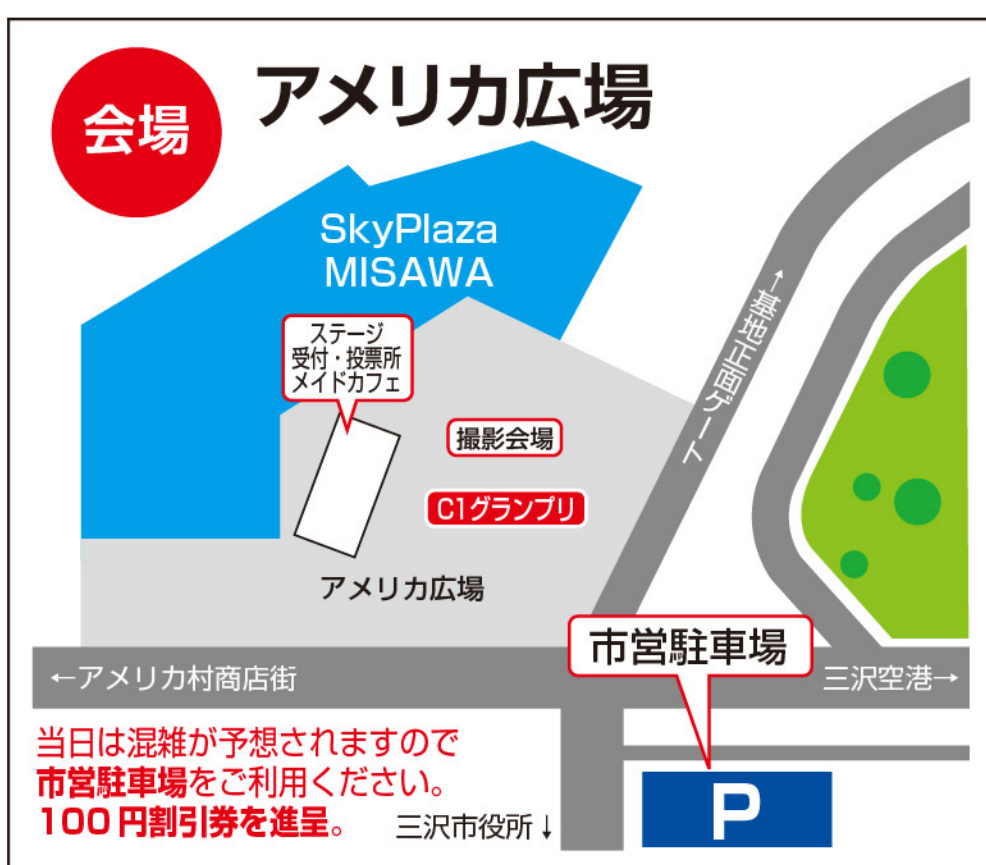 会場
アメリカ広場
SkyPlaza
MISAWA
ステージ
受付・投票所
メイドカフェ
撮影会場
C1グランプリ
アメリカ広場
←基地正面ゲート
市営駐車場
←アメリカ村商店街
三沢空港→
当日は混雑が予想されますので
市営駐車場をご利用ください。
100円割引券を進呈。
三沢市役所↓
P